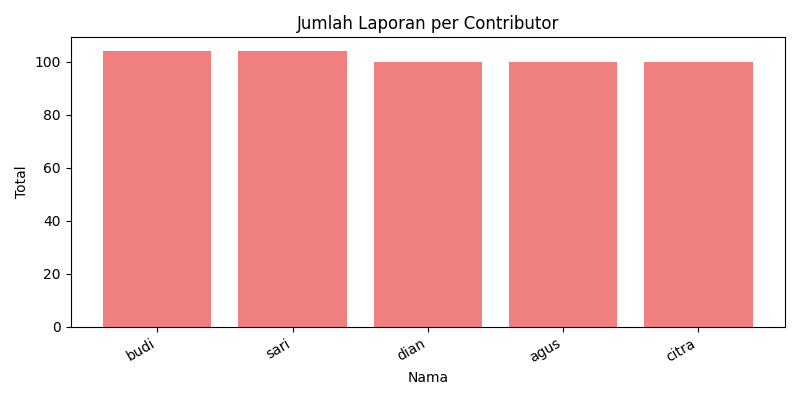 Jumlah Laporan per Contributor
Total
100
80
60
40
20
0
budi
sari
dian
agus
citra
Nama